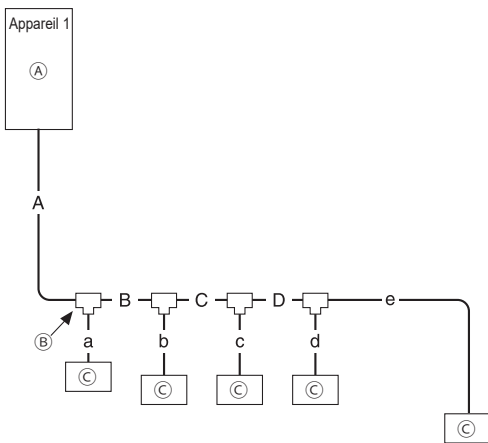 Appareil 1
Ⓐ
A
B C D e
Ⓑ a b c d
Ⓒ Ⓒ Ⓒ Ⓒ
Ⓒ